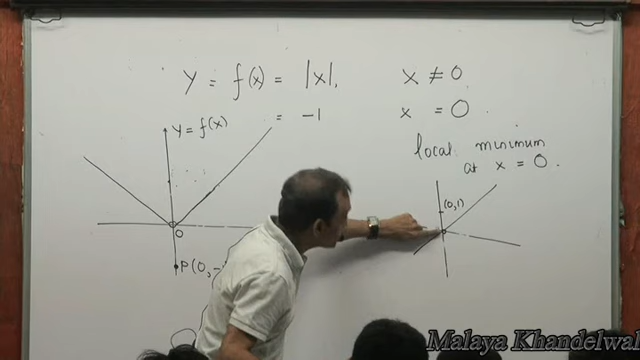 y = f(x) = |x|, x ≠ 0
= -1 x = 0
y = f(x)
O
P(0, -
local minimum
at x = 0.
(0,1)
Malaya Khandelwal